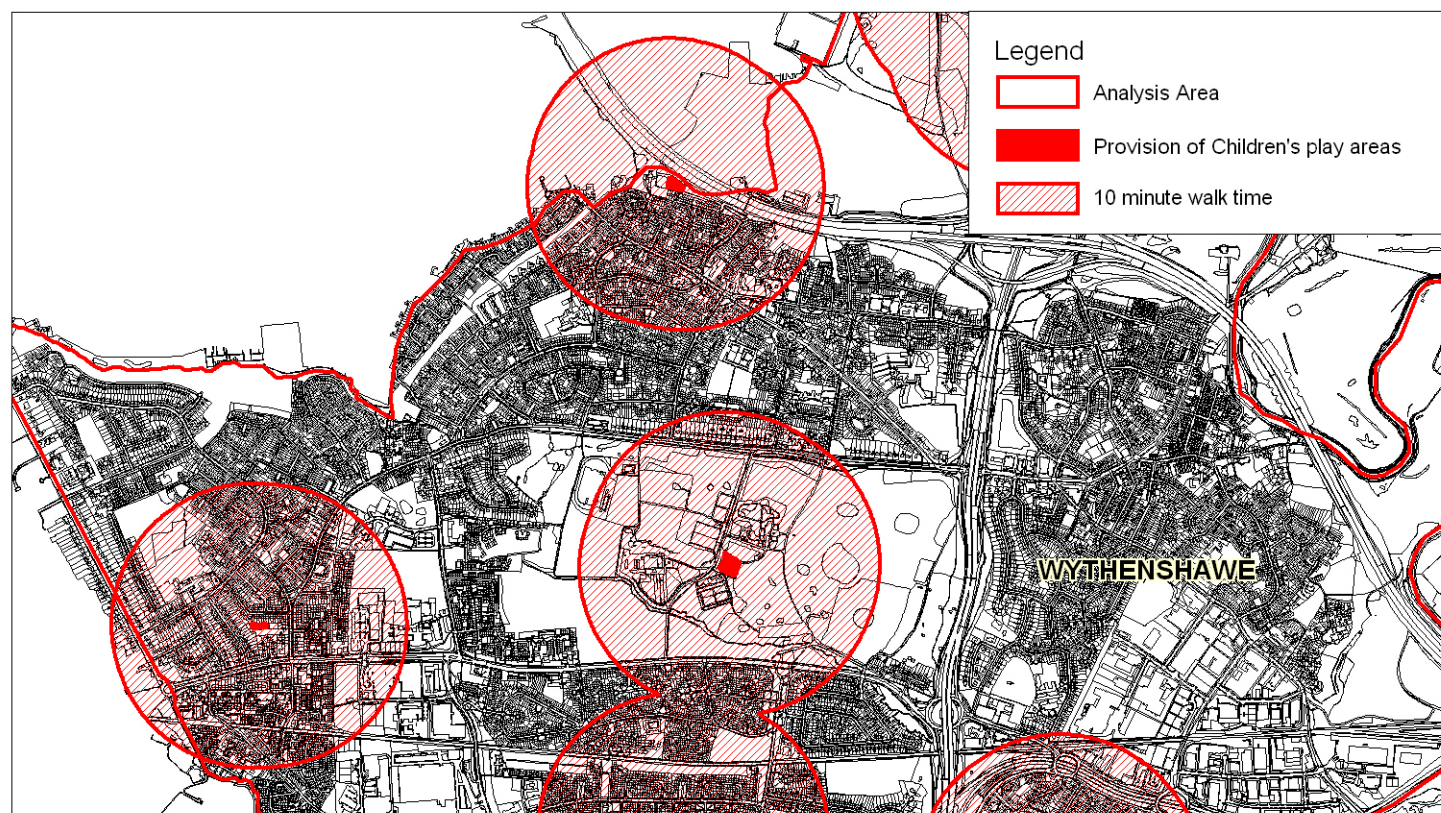 Legend
Analysis Area
Provision of Children's play areas
10 minute walk time
WYTHENSHAWE